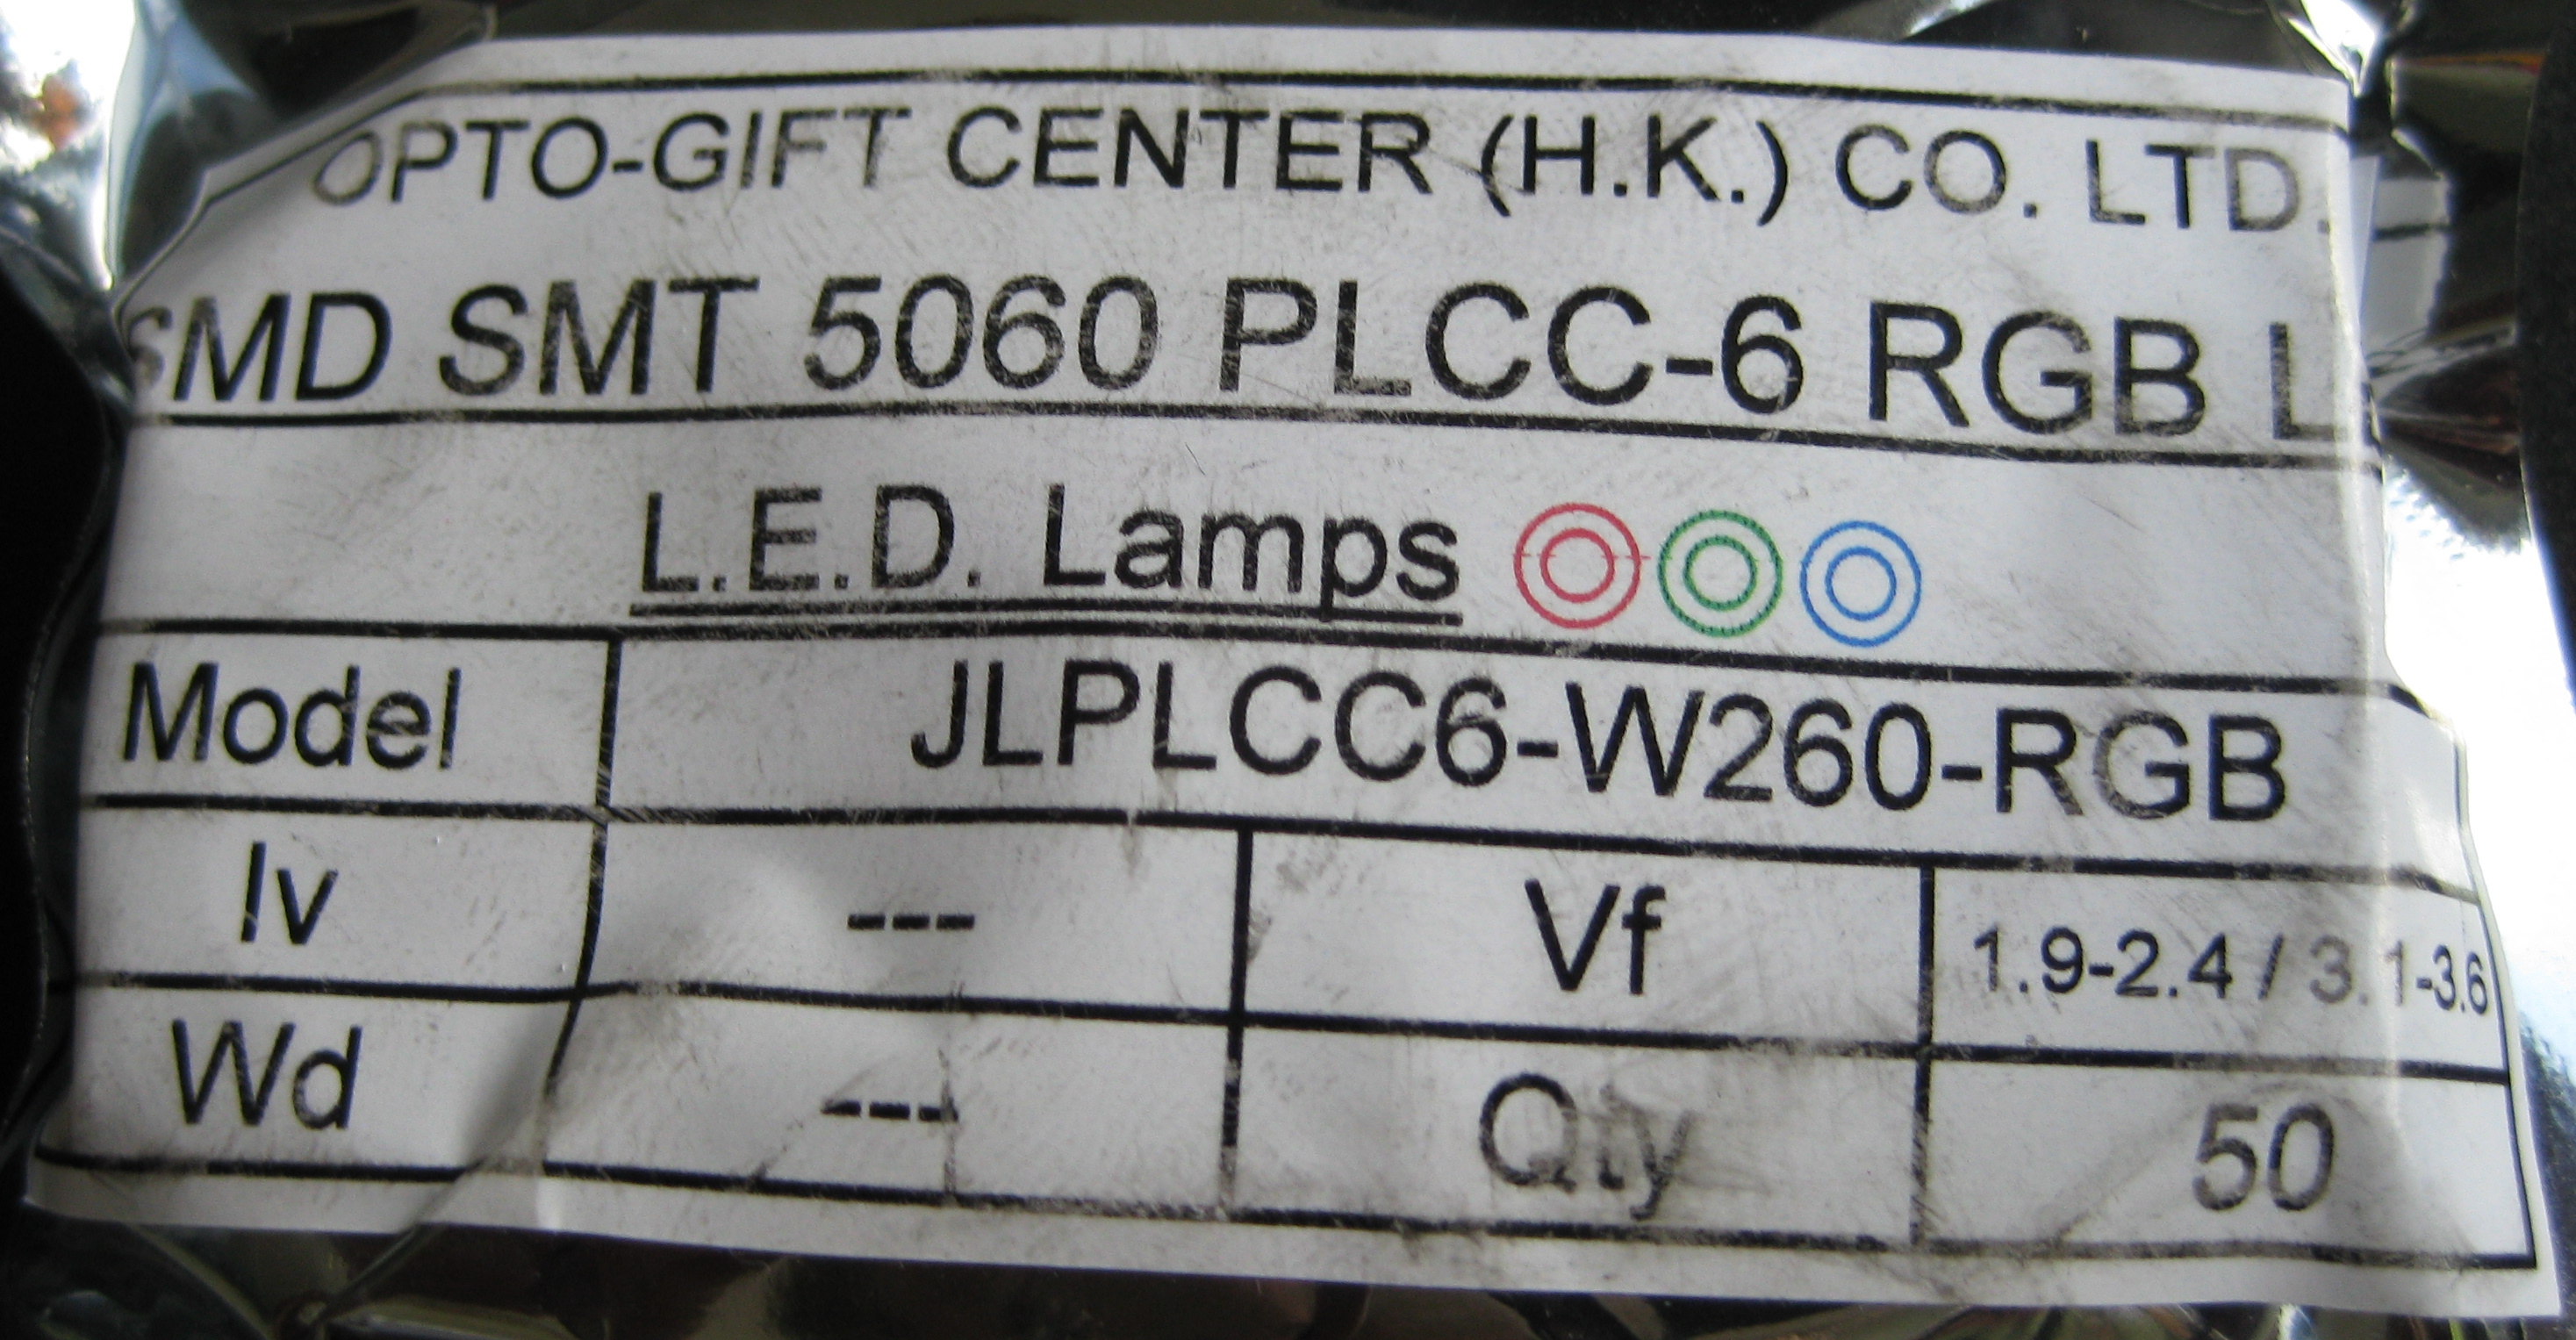 OPTO-GIFT CENTER (H.K.) CO. LTD.
SMD SMT 5060 PLCC-6 RGB L
L.E.D. Lamps
Model JLPLCC6-W260-RGB
Iv --- Vf 1.9-2.4 / 3.1-3.6
Wd --- Qty 50